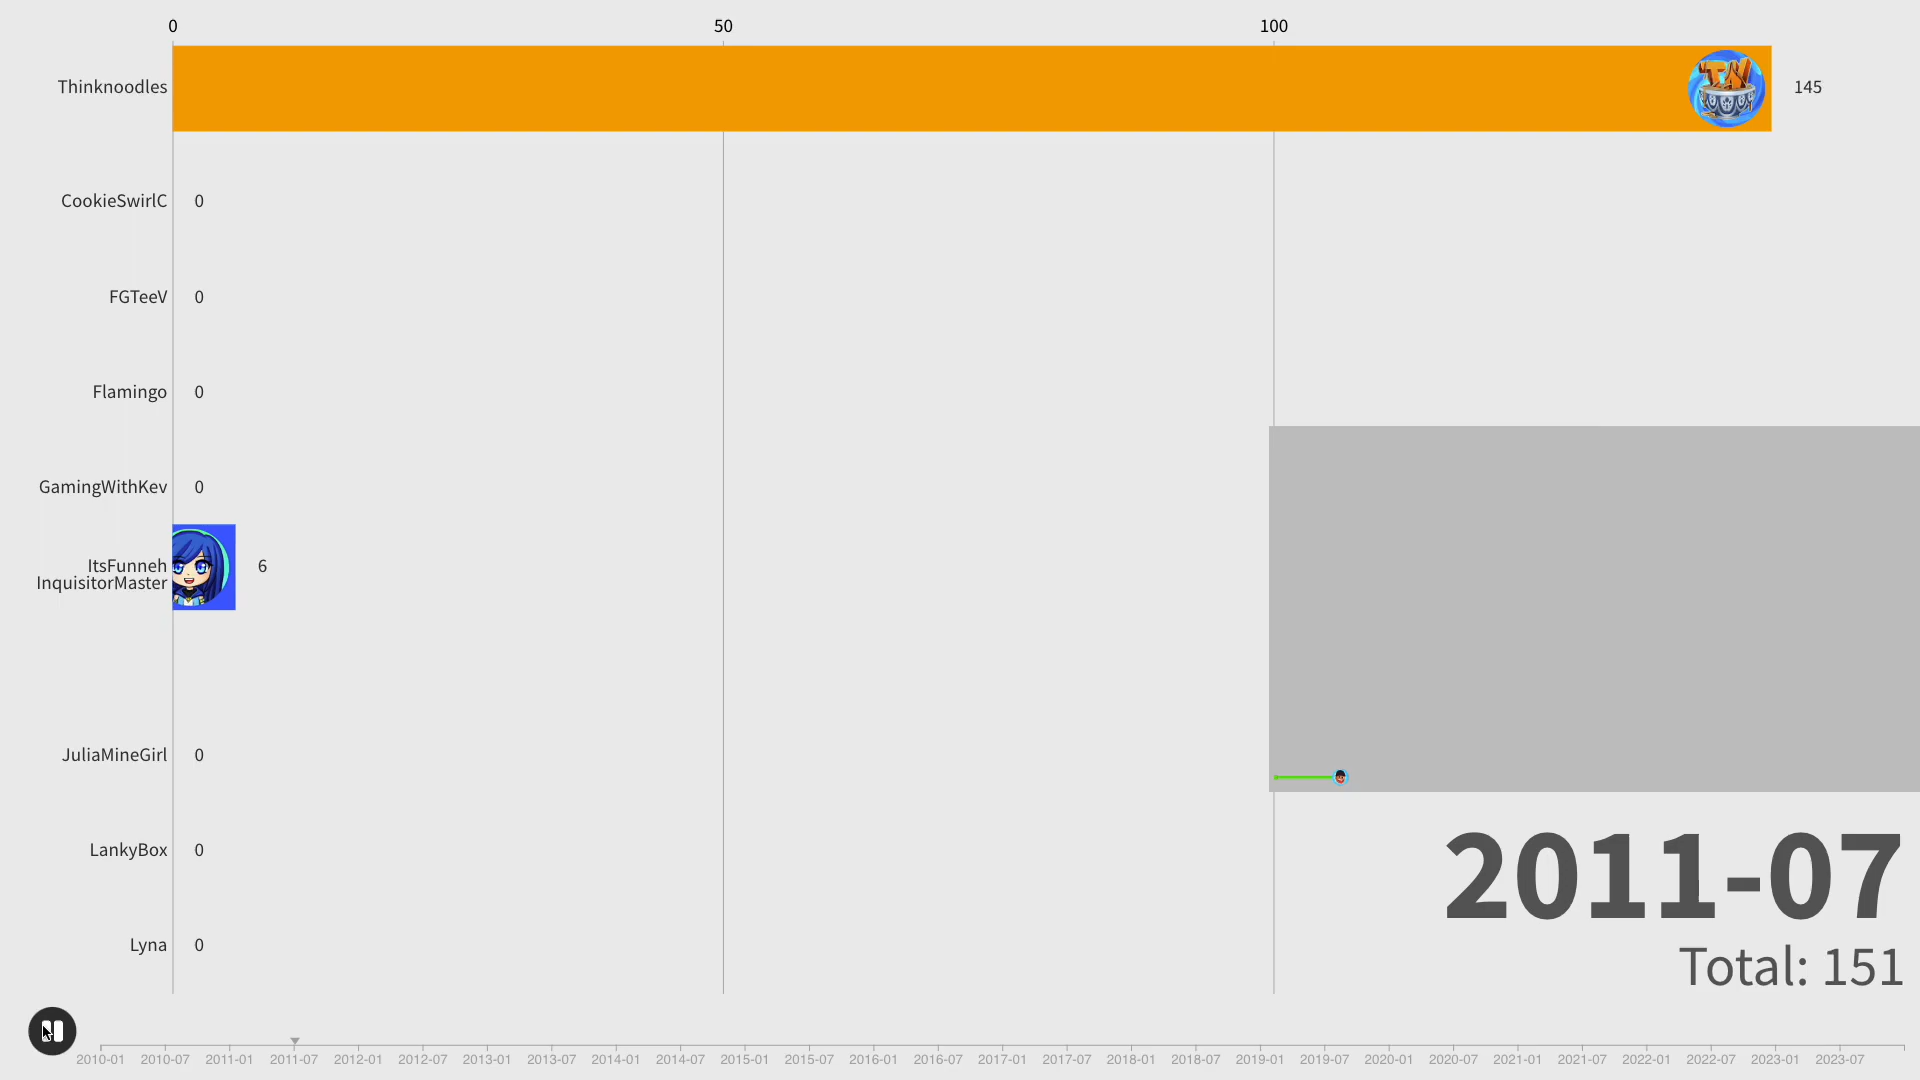 0 50 100
Thinknoodles 145
CookieSwirlC 0
FGTeeV 0
Flamingo 0
GamingWithKev 0
ItsFunneh 6
InquisitorMaster
JuliaMineGirl 0
LankyBox 0
Lyna 0
2011-07
Total: 151
2010-01 2010-07 2011-01 2011-07 2012-01 2012-07 2013-01 2013-07 2014-01 2014-07 2015-01 2015-07 2016-01 2016-07 2017-01 2017-07 2018-01 2018-07 2019-01 2019-07 2020-01 2020-07 2021-01 2021-07 2022-01 2022-07 2023-01 2023-07